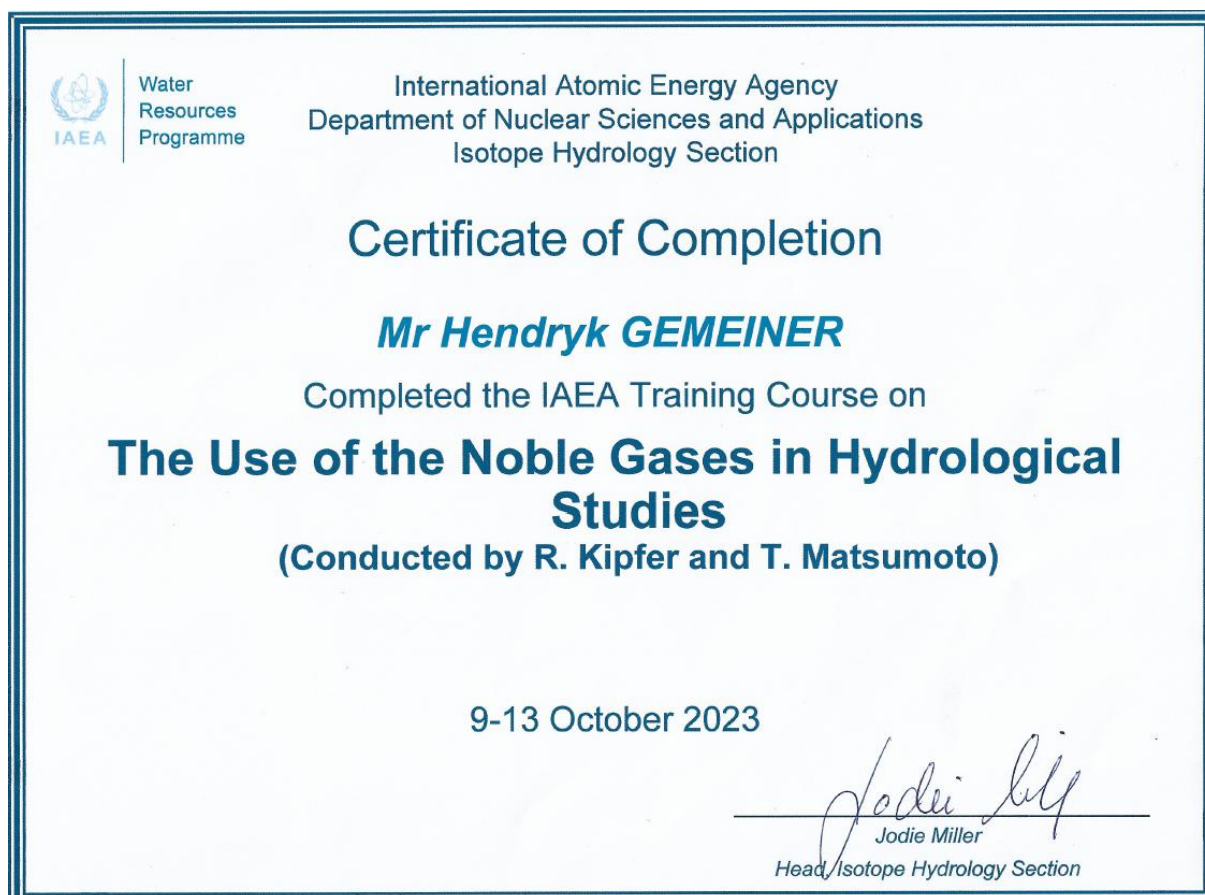 IAEA
Water
Resources
Programme
International Atomic Energy Agency
Department of Nuclear Sciences and Applications
Isotope Hydrology Section
Certificate of Completion
Mr Hendryk GEMEINER
Completed the IAEA Training Course on
The Use of the Noble Gases in Hydrological
Studies
(Conducted by R. Kipfer and T. Matsumoto)
9-13 October 2023
Jodie Miller
Head, Isotope Hydrology Section